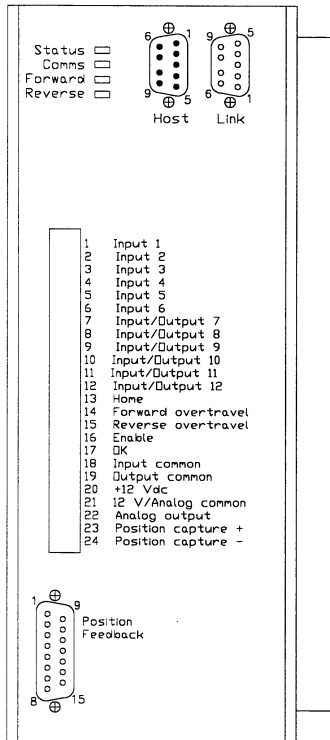 Status
Comms
Forward
Reverse
6 1
9 5
Host
9 5
6 1
Link
1 Input 1
2 Input 2
3 Input 3
4 Input 4
5 Input 5
6 Input 6
7 Input/Output 7
8 Input/Output 8
9 Input/Output 9
10 Input/Output 10
11 Input/Output 11
12 Input/Output 12
13 Home
14 Forward overtravel
15 Reverse overtravel
16 Enable
17 OK
18 Input common
19 Output common
20 +12 Vdc
21 12 V/Analog common
22 Analog output
23 Position capture +
24 Position capture -
1 9
Position
Feedback
8 15